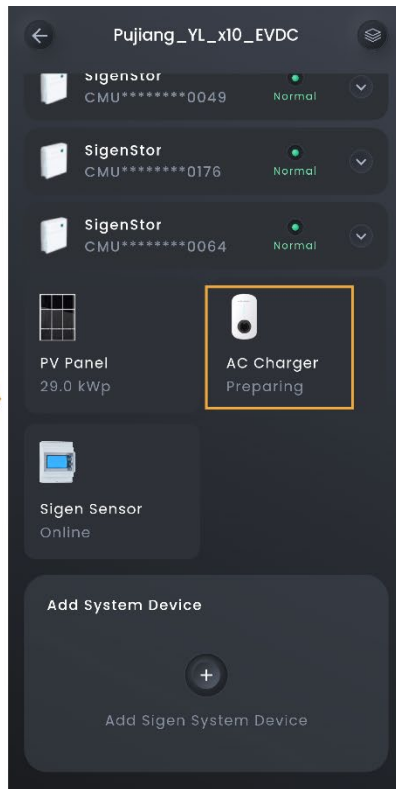 Pujiang_YL_x10_EVDC
SigenStor
CMU********0049
Normal
SigenStor
CMU********0176
Normal
SigenStor
CMU********0064
Normal
PV Panel
29.0 kWp
AC Charger
Preparing
Sigen Sensor
Online
Add System Device
Add Sigen System Device